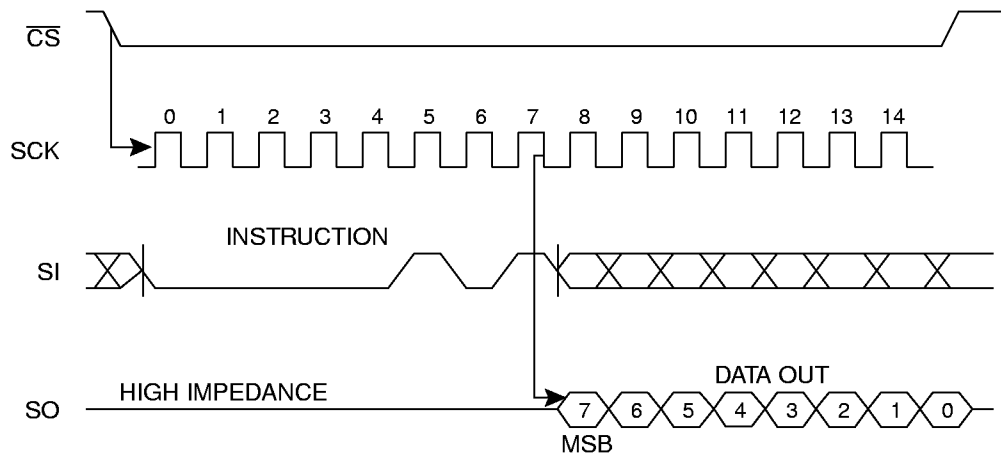 CS
0 1 2 3 4 5 6 7 8 9 10 11 12 13 14
SCK
INSTRUCTION
SI
HIGH IMPEDANCE
DATA OUT
SO
7 6 5 4 3 2 1 0
MSB